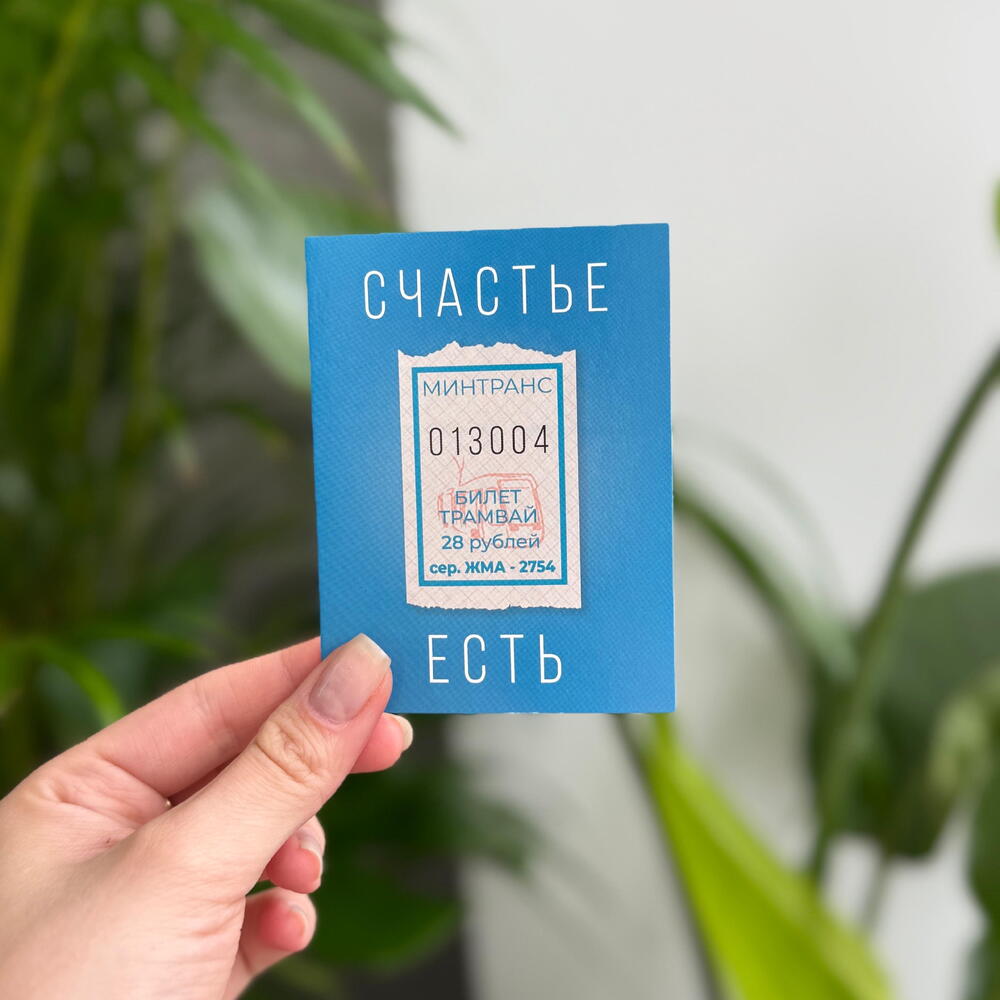 СЧАСТЬЕ
МИНТРАНС
013004
БИЛЕТ
ТРАМВАЙ
28 рублей
сер. ЖМА - 2754
ЕСТЬ